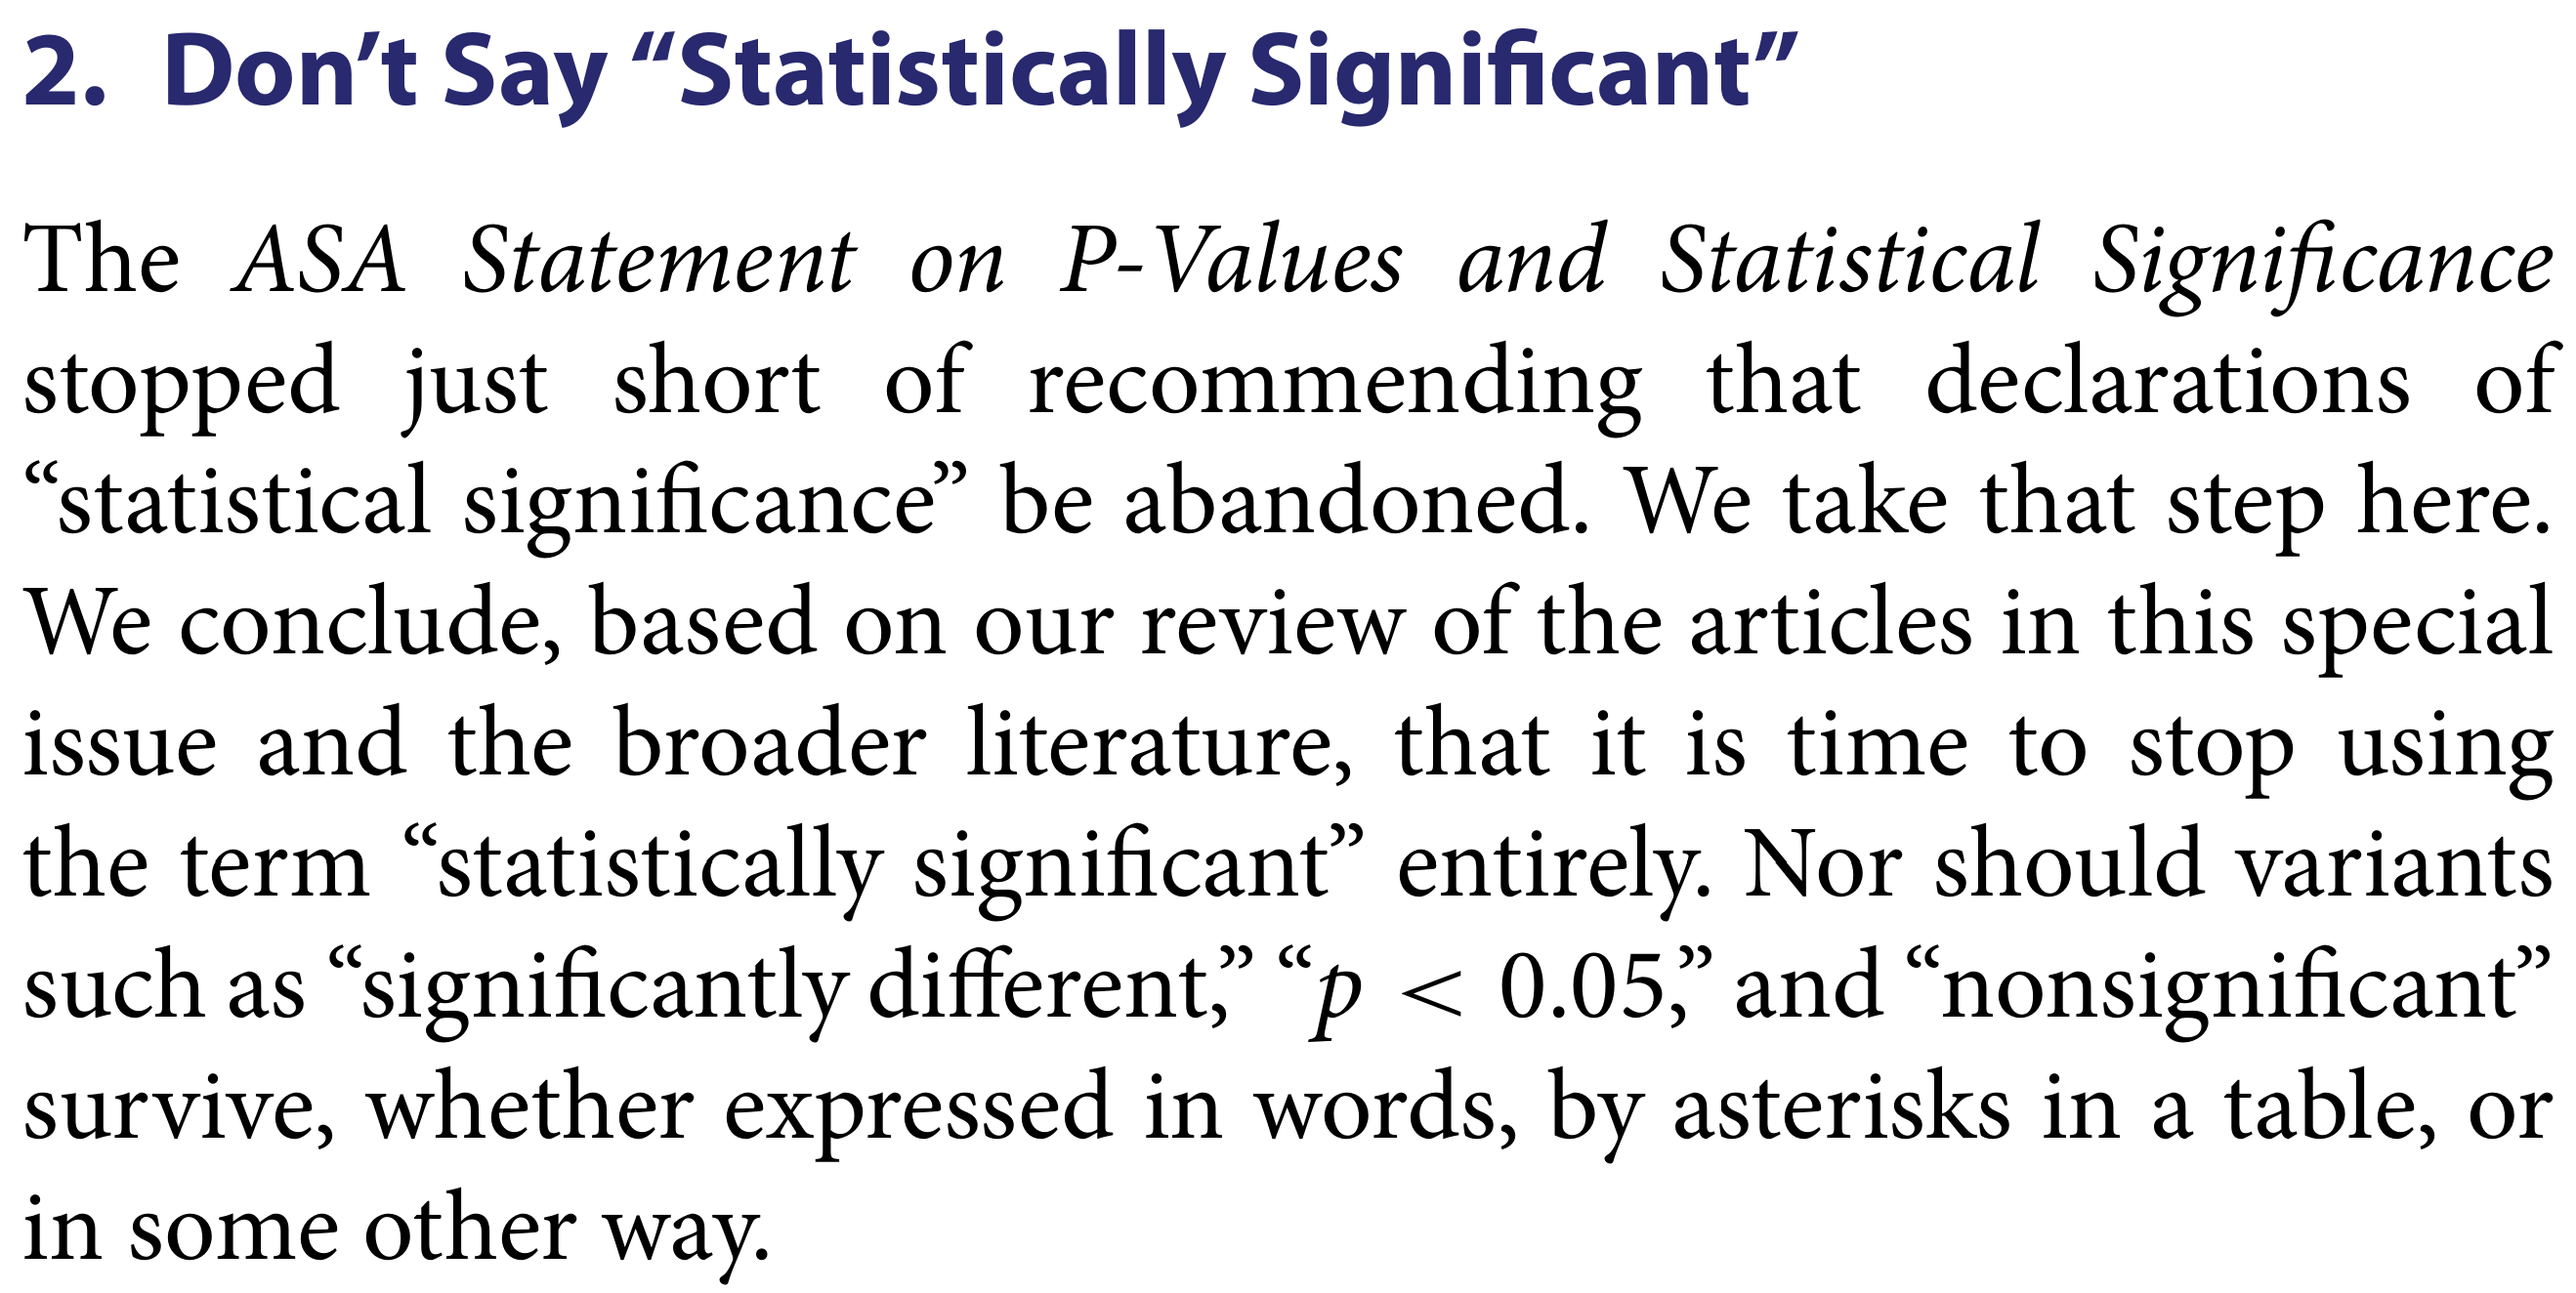 2. Don’t Say “Statistically Significant”
The ASA Statement on P-Values and Statistical Significance
stopped just short of recommending that declarations of
“statistical significance” be abandoned. We take that step here.
We conclude, based on our review of the articles in this special
issue and the broader literature, that it is time to stop using
the term “statistically significant” entirely. Nor should variants
such as “significantly different,” “p < 0.05,” and “nonsignificant”
survive, whether expressed in words, by asterisks in a table, or
in some other way.